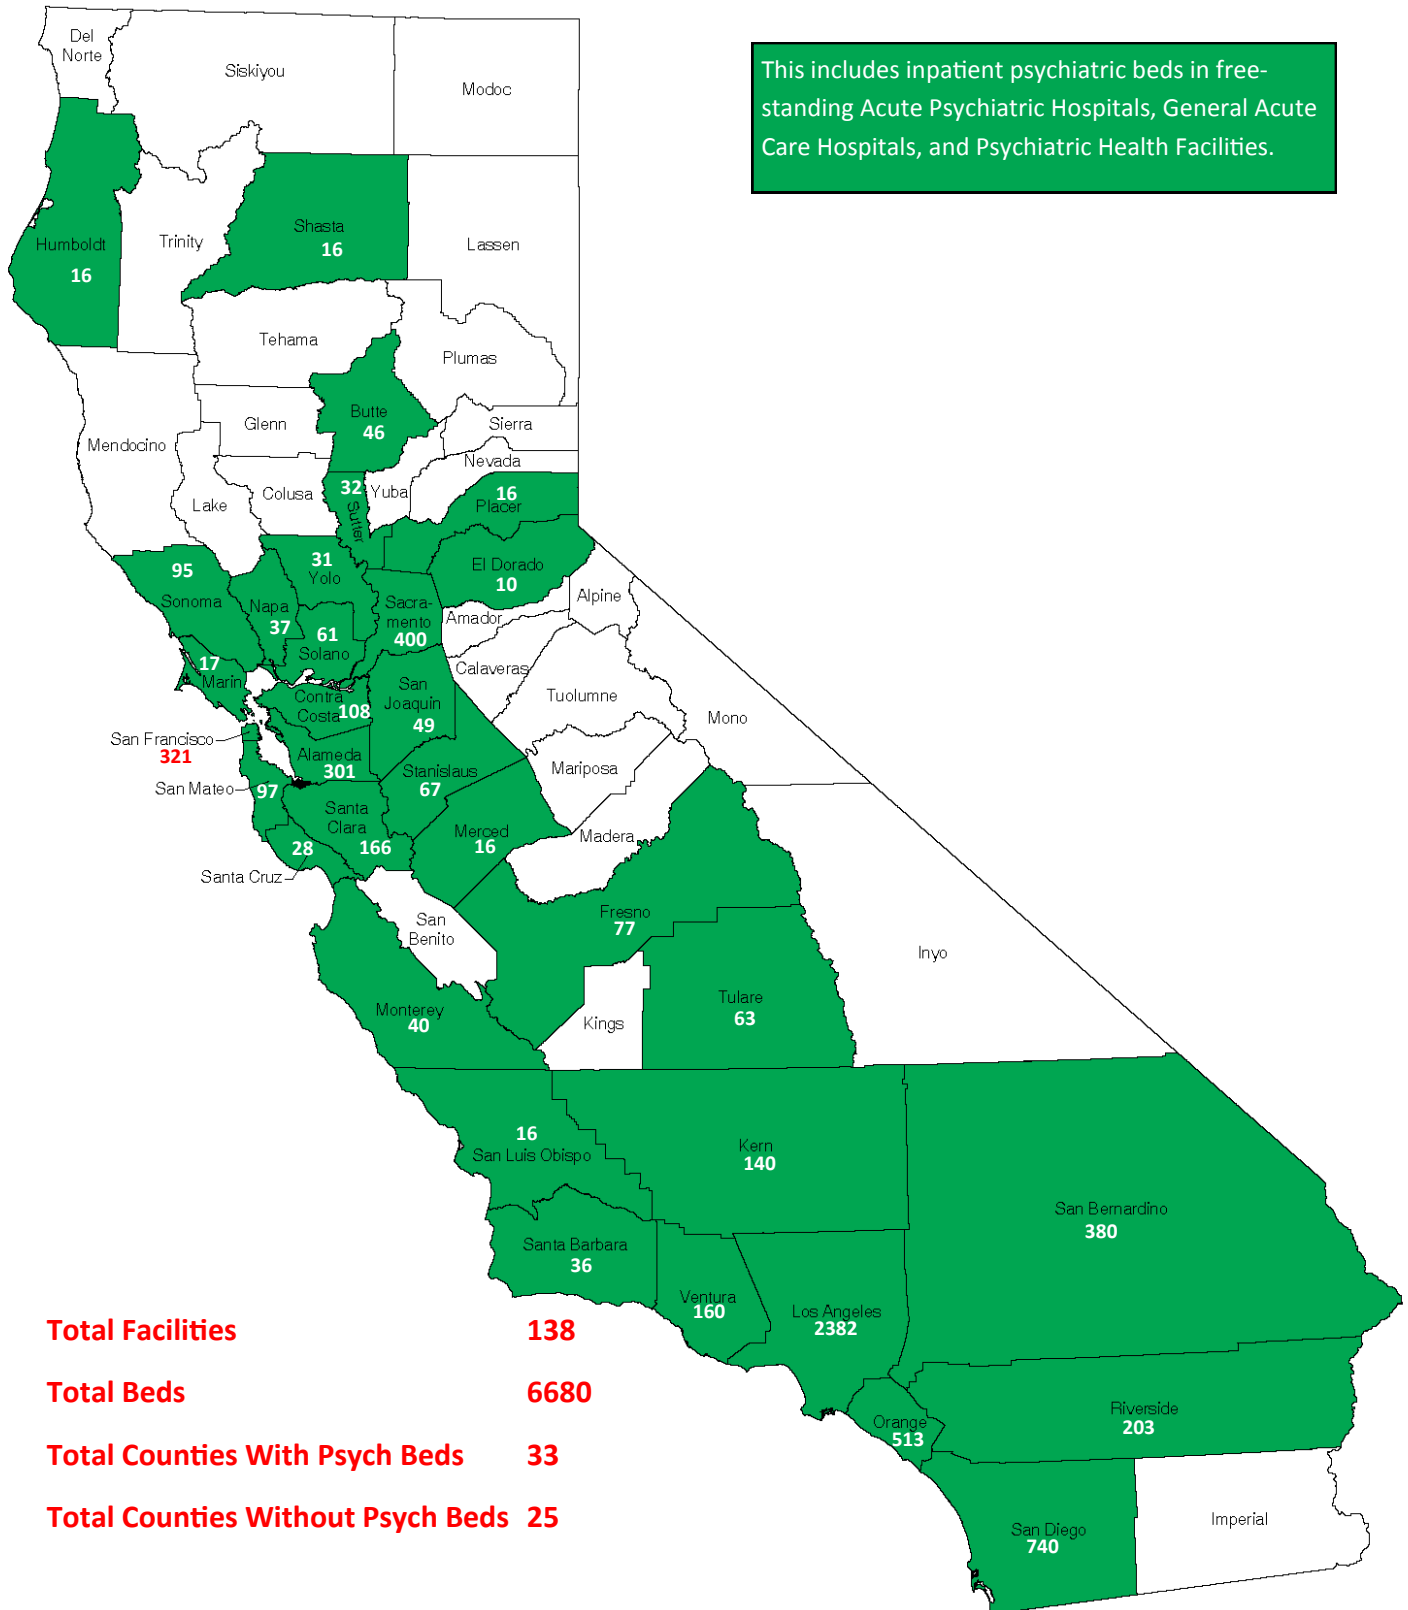 Del
Norte
Siskiyou
Modoc
This includes inpatient psychiatric beds in free-
standing Acute Psychiatric Hospitals, General Acute
Care Hospitals, and Psychiatric Health Facilities.
Humboldt
16
Trinity
Shasta
16
Lassen
Tehama
Plumas
Butte
46
Glenn
Sierra
Mendocino
Nevada
Lake
Colusa
32
Sutter
Yuba
16
Placer
31
Yolo
El Dorado
10
95
Sonoma
Napa
37
61
Solano
Sacra-
mento
400
Amador
Alpine
17
Marin
Calaveras
Tuolumne
Mono
Contra
Costa
108
San
Joaquin
49
San Francisco
321
Alameda
301
Stanislaus
67
Mariposa
San Mateo
97
Santa
Clara
166
Merced
16
Madera
28
Santa Cruz
San
Benito
Fresno
77
Inyo
Monterey
40
Kings
Tulare
63
16
San Luis Obispo
Kern
140
San Bernardino
380
Santa Barbara
36
Ventura
160
Los Angeles
2382
Orange
513
Riverside
203
San Diego
740
Imperial
Total Facilities 138
Total Beds 6680
Total Counties With Psych Beds 33
Total Counties Without Psych Beds 25